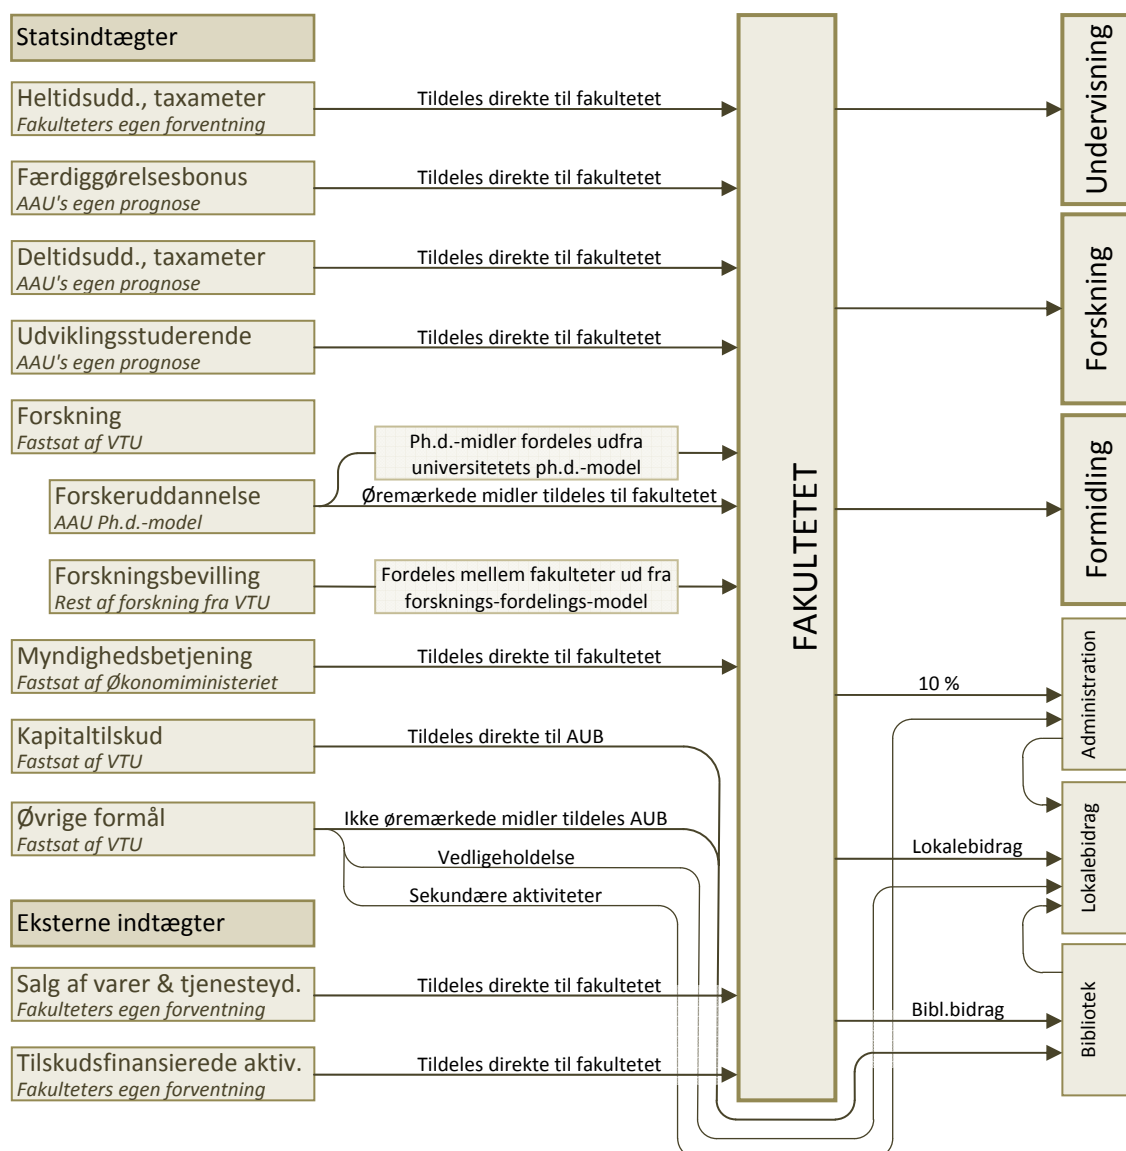 Statsindtægter
Heltidsudd., taxameter
Fakulteters egen forventning
Tildeles direkte til fakultetet
Færdiggørelsesbonus
AAU's egen prognose
Tildeles direkte til fakultetet
Deltidsudd., taxameter
AAU's egen prognose
Tildeles direkte til fakultetet
Udviklingsstuderende
AAU's egen prognose
Tildeles direkte til fakultetet
Forskning
Fastsat af VTU
Ph.d.-midler fordeles udfra
universitetets ph.d.-model
Forskeruddannelse
AAU Ph.d.-model
Øremærkede midler tildeles til fakultetet
Forskningsbevilling
Rest af forskning fra VTU
Fordeles mellem fakulteter ud fra
forsknings-fordelings-model
Myndighedsbetjening
Fastsat af Økonomiministeriet
Tildeles direkte til fakultetet
Kapitaltilskud
Fastsat af VTU
Tildeles direkte til AUB
Øvrige formål
Fastsat af VTU
Ikke øremærkede midler tildeles AUB
Vedligeholdelse
Sekundære aktiviteter
Eksterne indtægter
Salg af varer & tjenesteyd.
Fakulteters egen forventning
Tildeles direkte til fakultetet
Tilskudsfinansierede aktiv.
Fakulteters egen forventning
Tildeles direkte til fakultetet
FAKULTETET
10 %
Lokalebidrag
Bibl.bidrag
Undervisning
Forskning
Formidling
Administration
Lokalebidrag
Bibliotek